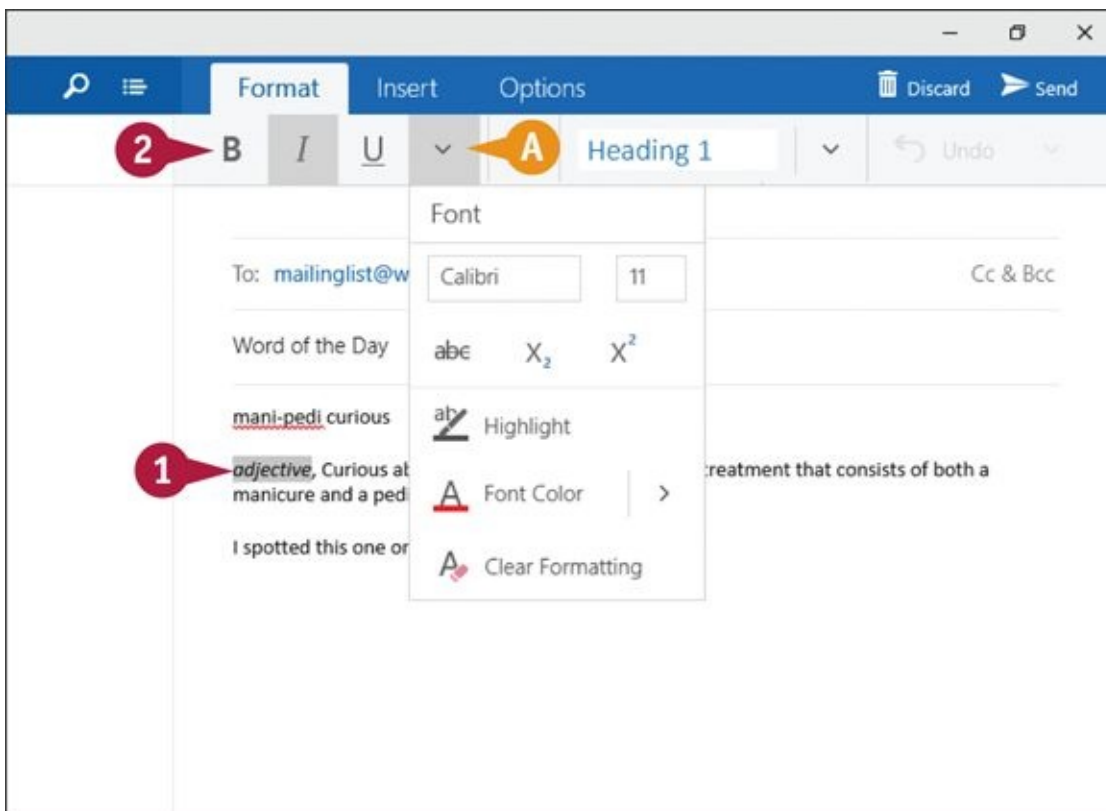 Format Insert Options Discard Send
2 B I U A Heading 1 Undo
Font
To: mailinglist@w Calibri 11 Cc & Bcc
Word of the Day abc X₂ X²
mani-pedi curious ab Highlight
1 adjective, Curious al treatment that consists of both a
manicure and a pedi A Font Color
I spotted this one or A Clear Formatting